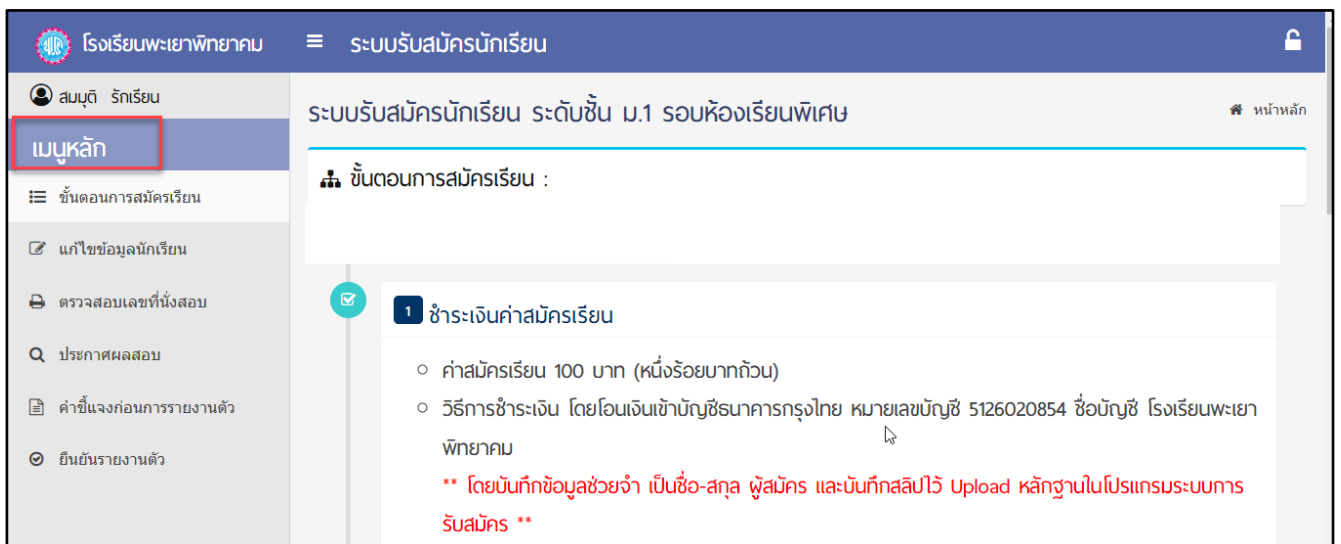 โรงเรียนพะเยาพิทยาคม
ระบบรับสมัครนักเรียน
สมมุติ รักเรียน
เมนูหลัก
ขั้นตอนการสมัครเรียน
แก้ไขข้อมูลนักเรียน
ตรวจสอบเลขที่นั่งสอบ
ประกาศผลสอบ
คำชี้แจงก่อนการรายงานตัว
ยืนยันรายงานตัว
ระบบรับสมัครนักเรียน ระดับชั้น ม.1 รอบห้องเรียนพิเศษ
หน้าหลัก
ขั้นตอนการสมัครเรียน :
1 ชำระเงินค่าสมัครเรียน
ค่าสมัครเรียน 100 บาท (หนึ่งร้อยบาทถ้วน)
วิธีการชำระเงิน โดยโอนเงินเข้าบัญชีธนาคารกรุงไทย หมายเลขบัญชี 5126020854 ชื่อบัญชี โรงเรียนพะเยา
พิทยาคม
** โดยบันทึกข้อมูลช่วยจำ เป็นชื่อ-สกุล ผู้สมัคร และบันทึกสลิปไว้ Upload หลักฐานในโปรแกรมระบบการ
รับสมัคร **